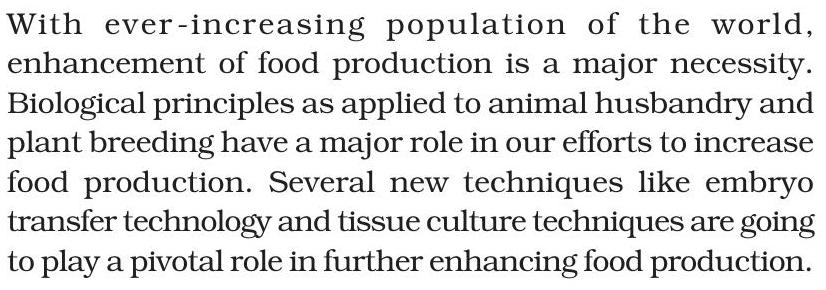 With ever-increasing population of the world,
enhancement of food production is a major necessity.
Biological principles as applied to animal husbandry and
plant breeding have a major role in our efforts to increase
food production. Several new techniques like embryo
transfer technology and tissue culture techniques are going
to play a pivotal role in further enhancing food production.